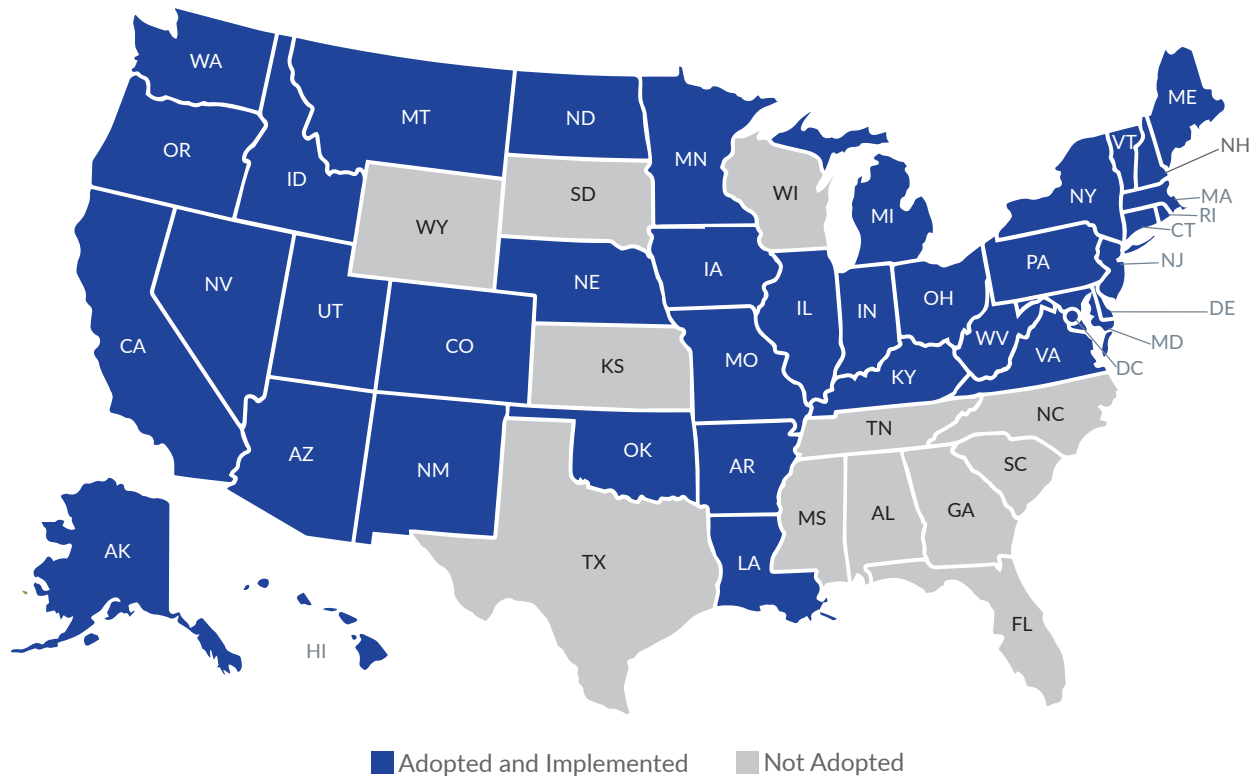 WA
ME
MT
ND
VT
NH
OR
MN
ID
SD
WI
NY
MA
MI
RI
WY
CT
PA
NJ
IA
NV
NE
OH
UT
IL
IN
DE
WV
CA
CO
MD
VA
MO
KS
DC
KY
NC
TN
AZ
OK
SC
NM
AR
GA
MS
AL
AK
TX
LA
FL
HI
Adopted and Implemented
Not Adopted